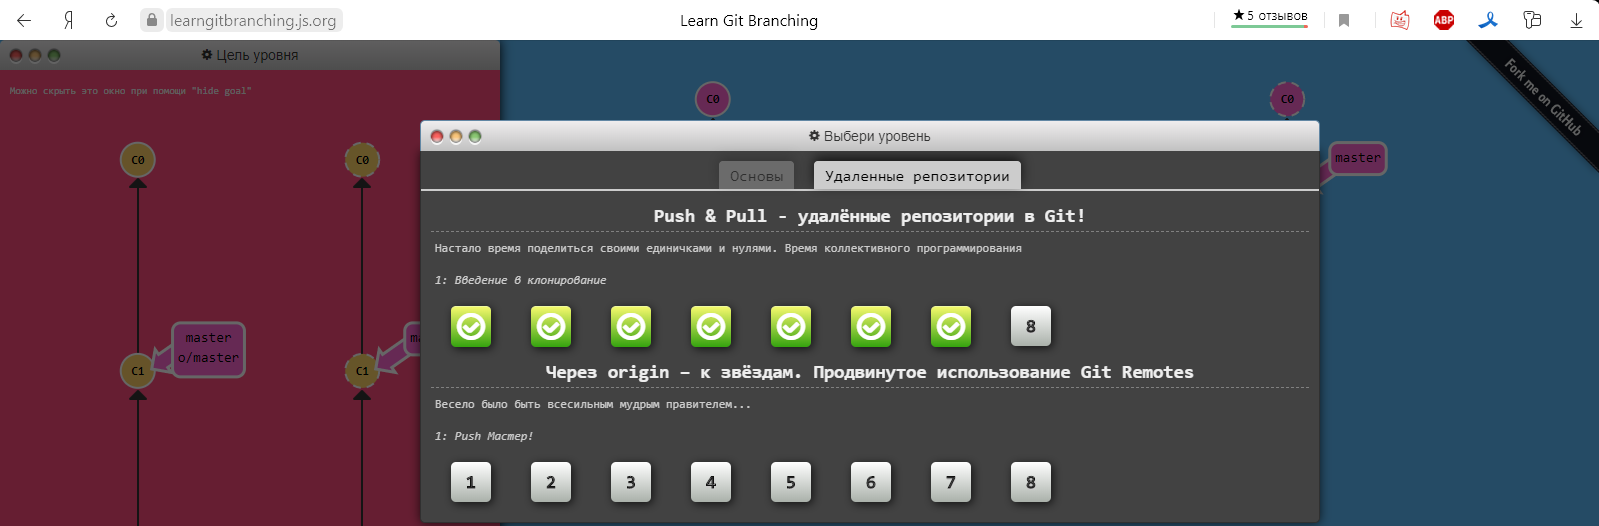 learngitbranching.js.org
Learn Git Branching
★5 отзывов
ABP
Цель уровня
Можно скрыть это окно при помощи "hide goal"
C0
C0
C0
C0
Fork me on GitHub
master
Выбери уровень
Основы
Удаленные репозитории
Push & Pull - удалённые репозитории в Git!
Настало время поделиться своими единичками и нулями. Время коллективного программирования
1: Введение в клонирование
8
master
o/master
C1
C1
Через origin – к звёздам. Продвинутое использование Git Remotes
Весело было быть всесильным мудрым правителем...
1: Push Мастер!
1 2 3 4 5 6 7 8